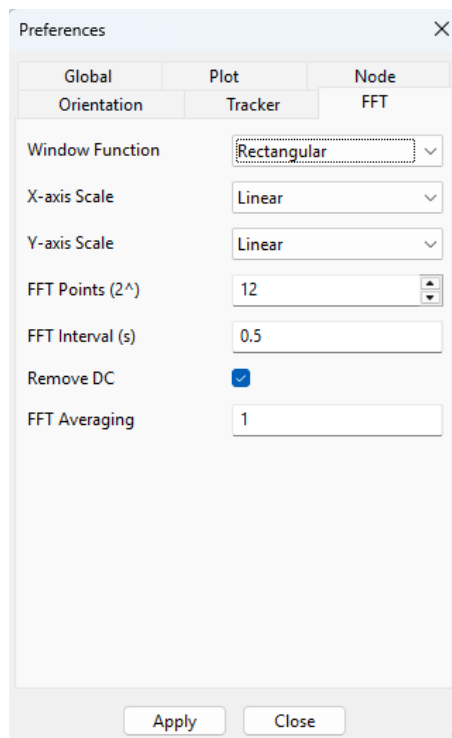 Preferences
Global Plot Node
Orientation Tracker FFT
Window Function Rectangular
X-axis Scale Linear
Y-axis Scale Linear
FFT Points (2^) 12
FFT Interval (s) 0.5
Remove DC
FFT Averaging 1
Apply Close